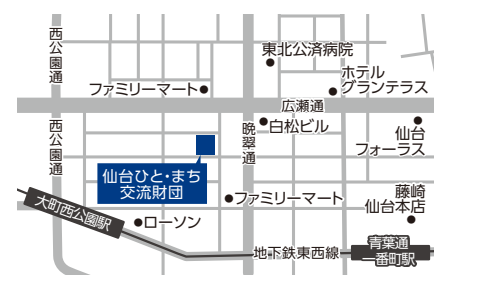 西公園通
東北公済病院
ファミリーマート
ホテル
グランテラス
広瀬通
西公園通
晩翠通
白松ビル
仙台
フォーラス
仙台ひと・まち
交流財団
ファミリーマート
藤崎
仙台本店
大町西公園駅
ローソン
地下鉄東西線
青葉通
一番町駅